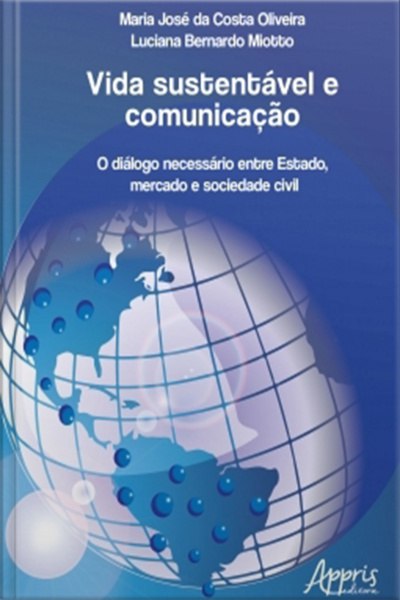 Maria José da Costa Oliveira
Luciana Bernardo Miotto
Vida sustentável e
comunicação
O diálogo necessário entre Estado,
mercado e sociedade civil
Appris
editora